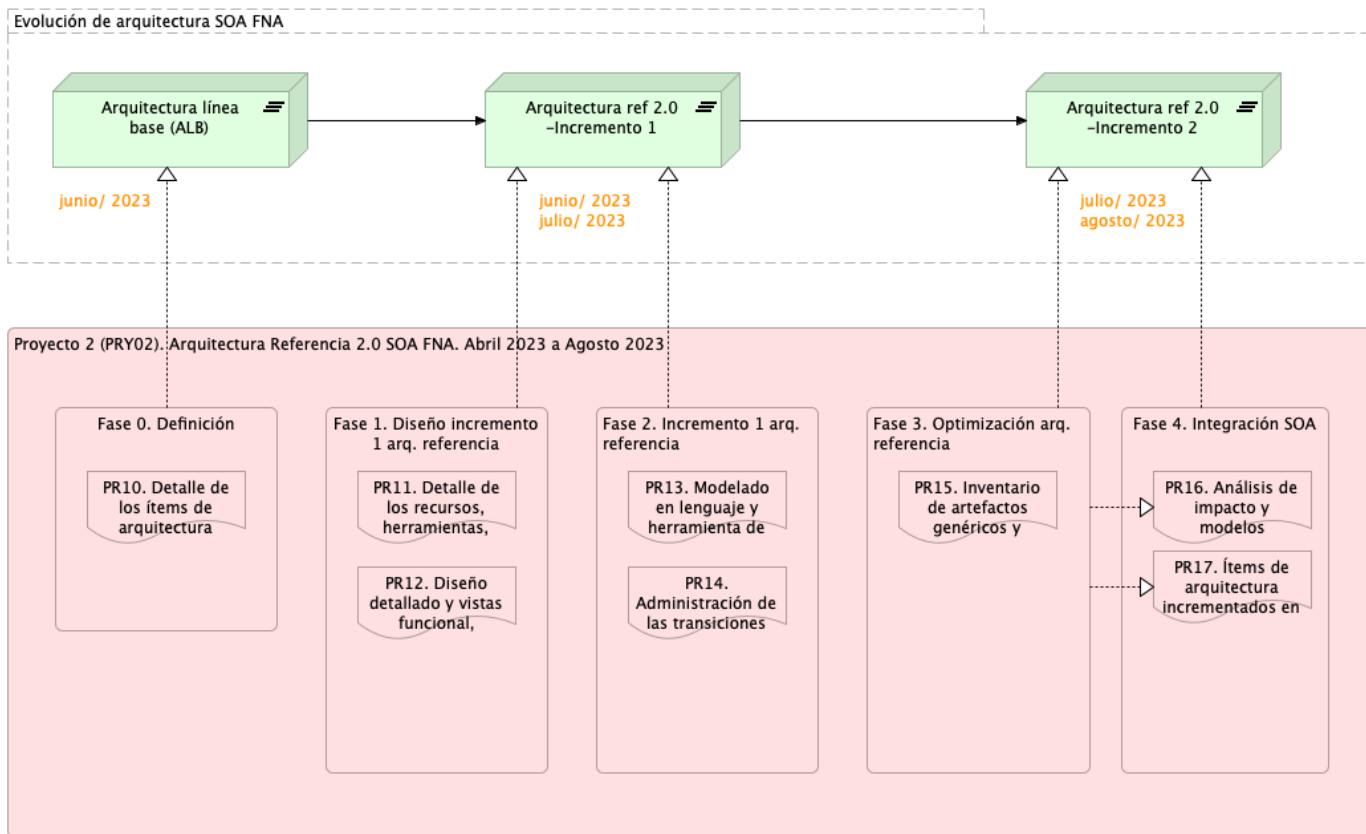 Evolución de arquitectura SOA FNA
Arquitectura línea
base (ALB)
Arquitectura ref 2.0
-Incremento 1
Arquitectura ref 2.0
-Incremento 2
junio/ 2023
junio/ 2023
julio/ 2023
julio/ 2023
agosto/ 2023
Proyecto 2 (PRY02). Arquitectura Referencia 2.0 SOA FNA. Abril 2023 a Agosto 2023
Fase 0. Definición
PR10. Detalle de
los ítems de
arquitectura
Fase 1. Diseño incremento
1 arq. referencia
PR11. Detalle de
los recursos,
herramientas,
PR12. Diseño
detallado y vistas
funcional,
Fase 2. Incremento 1 arq.
referencia
PR13. Modelado
en lenguaje y
herramienta de
PR14.
Administración de
las transiciones
Fase 3. Optimización arq.
referencia
PR15. Inventario
de artefactos
genéricos y
Fase 4. Integración SOA
PR16. Análisis de
impacto y
modelos
PR17. Ítems de
arquitectura
incrementados en